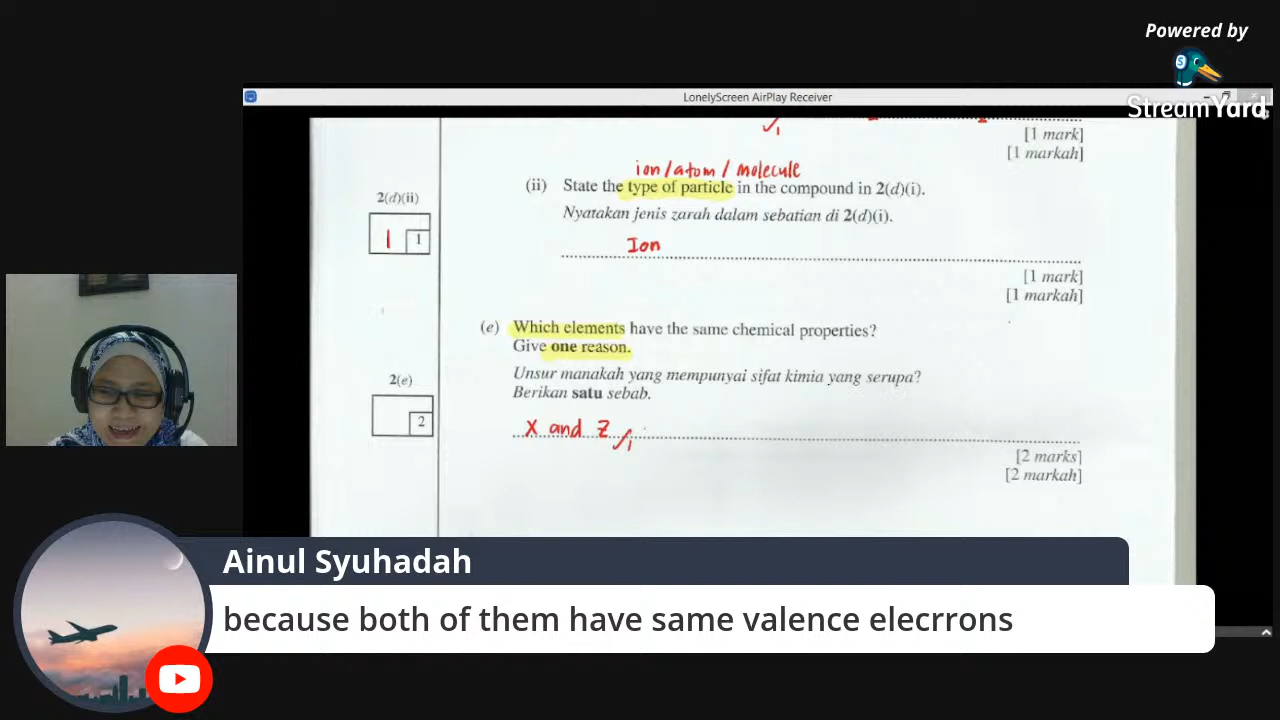 Powered by
StreamYard
LonelyScreen AirPlay Receiver
[1 mark]
[1 markah]
ion/atom/molecule
2(d)(ii)
(ii) State the type of particle in the compound in 2(d)(i).
Nyatakan jenis zarah dalam sebatian di 2(d)(i).
1 1
Ion
[1 mark]
[1 markah]
(e) Which elements have the same chemical properties?
Give one reason.
2(e)
Unsur manakah yang mempunyai sifat kimia yang serupa?
Berikan satu sebab.
2
X and Z /1
[2 marks]
[2 markah]
Ainul Syuhadah
because both of them have same valence elecrrons